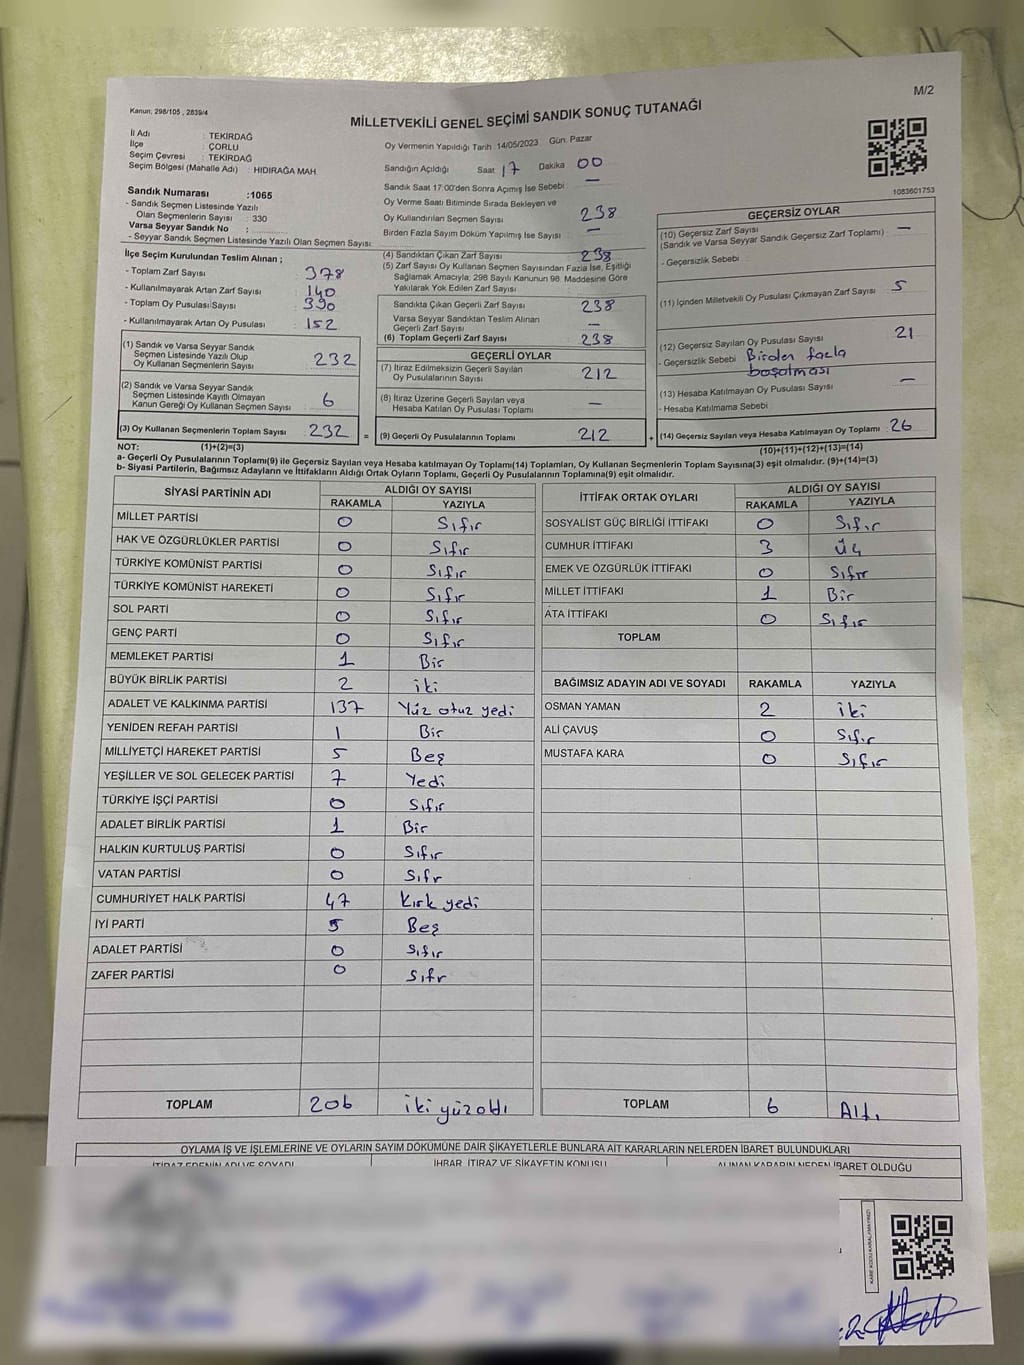 M/2
Kanun: 298/105 , 2839/4
MİLLETVEKİLİ GENEL SEÇİMİ SANDIK SONUÇ TUTANAĞI
İl Adı : TEKİRDAĞ
İlçe : ÇORLU
Seçim Çevresi : TEKİRDAĞ
Seçim Bölgesi (Mahalle Adı) : HIDIRAĞA MAH.
Sandık Numarası :1065
- Sandık Seçmen Listesinde Yazılı
Olan Seçmenlerin Sayısı : 330
Varsa Seyyar Sandık No :
- Seyyar Sandık Seçmen Listesinde Yazılı Olan Seçmen Sayısı:
Oy Vermenin Yapıldığı Tarih :14/05/2023 Gün: Pazar
Sandığın Açıldığı Saat 17 Dakika 00
Sandık Saat 17:00'den Sonra Açımış İse Sebebi : —
Oy Verme Saati Bitiminde Sırada Bekleyen ve
Oy Kullandırılan Seçmen Sayısı 238
Birden Fazla Sayım Döküm Yapılmış İse Sayısı : —
1083601753
İlçe Seçim Kurulundan Teslim Alınan ;
- Toplam Zarf Sayısı : 378
- Kullanılmayarak Artan Zarf Sayısı : 140
- Toplam Oy Pusulası Sayısı : 390
- Kullanılmayarak Artan Oy Pusulası : 152
(1) Sandık ve Varsa Seyyar Sandık
Seçmen Listesinde Yazılı Olup
Oy Kullanan Seçmenlerin Sayısı : 232
(2) Sandık ve Varsa Seyyar Sandık
Seçmen Listesinde Kayıtlı Olmayan
Kanun Gereği Oy Kullanan Seçmen Sayısı : 6
(3) Oy Kullanan Seçmenlerin Toplam Sayısı : 232
(4) Sandıktan Çıkan Zarf Sayısı : 238
(5) Zarf Sayısı Oy Kullanan Seçmen Sayısından Fazla İse, Eşitliği
Sağlamak Amacıyla, 298 Sayılı Kanunun 98. Maddesine Göre
Yakılarak Yok Edilen Zarf Sayısı :
Sandıkta Çıkan Geçerli Zarf Sayısı 238
Varsa Seyyar Sandıktan Teslim Alınan
Geçerli Zarf Sayısı —
(6) Toplam Geçerli Zarf Sayısı : 238
GEÇERLİ OYLAR
(7) İtiraz Edilmeksizin Geçerli Sayılan
Oy Pusulalarının Sayısı : 212
(8) İtiraz Üzerine Geçerli Sayılan veya
Hesaba Katılan Oy Pusulası Toplamı : —
= (9) Geçerli Oy Pusulalarının Toplamı : 212 +
GEÇERSİZ OYLAR
(10) Geçersiz Zarf Sayısı : —
(Sandık ve Varsa Seyyar Sandık Geçersiz Zarf Toplamı)
- Geçersizlik Sebebi :
(11) İçinden Milletvekili Oy Pusulası Çıkmayan Zarf Sayısı : 5
(12) Geçersiz Sayılan Oy Pusulası Sayısı : 21
- Geçersizlik Sebebi : Birden fazla
basılması
(13) Hesaba Katılmayan Oy Pusulası Sayısı : —
- Hesaba Katılmama Sebebi :
(14) Geçersiz Sayılan veya Hesaba Katılmayan Oy Toplamı : 26
NOT: (1)+(2)=(3)
(10)+(11)+(12)+(13)=(14)
a- Geçerli Oy Pusulalarının Toplamı(9) ile Geçersiz Sayılan veya Hesaba katılmayan Oy Toplamı(14) Toplamları, Oy Kullanan Seçmenlerin Toplam Sayısına(3) eşit olmalıdır. (9)+(14)=(3)
b- Siyasi Partilerin, Bağımsız Adayların ve İttifakların Aldığı Ortak Oyların Toplamı, Geçerli Oy Pusulalarının Toplamına(9) eşit olmalıdır.
SİYASİ PARTİNİN ADI ALDIĞI OY SAYISI
RAKAMLA YAZIYLA
MİLLET PARTİSİ 0 Sıfır
HAK VE ÖZGÜRLÜKLER PARTİSİ 0 Sıfır
TÜRKİYE KOMÜNİST PARTİSİ 0 Sıfır
TÜRKİYE KOMÜNİST HAREKETİ 0 Sıfır
SOL PARTİ 0 Sıfır
GENÇ PARTİ 0 Sıfır
MEMLEKET PARTİSİ 1 Bir
BÜYÜK BİRLİK PARTİSİ 2 iki
ADALET VE KALKINMA PARTİSİ 137 Yüz otuz yedi
YENİDEN REFAH PARTİSİ 1 Bir
MİLLİYETÇİ HAREKET PARTİSİ 5 Beş
YEŞİLLER VE SOL GELECEK PARTİSİ 7 Yedi
TÜRKİYE İŞÇİ PARTİSİ 0 Sıfır
ADALET BİRLİK PARTİSİ 1 Bir
HALKIN KURTULUŞ PARTİSİ 0 Sıfır
VATAN PARTİSİ 0 Sıfr
CUMHURİYET HALK PARTİSİ 47 Kırk yedi
İYİ PARTİ 5 Beş
ADALET PARTİSİ 0 Sıfır
ZAFER PARTİSİ 0 Sıfr
TOPLAM 206 iki yüz altı
İTTİFAK ORTAK OYLARI ALDIĞI OY SAYISI
RAKAMLA YAZIYLA
SOSYALİST GÜÇ BİRLİĞİ İTTİFAKI 0 Sıfır
CUMHUR İTTİFAKI 3 Üç
EMEK VE ÖZGÜRLÜK İTTİFAKI 0 Sıfır
MİLLET İTTİFAKI 1 Bir
ATA İTTİFAKI 0 Sıfır
TOPLAM
BAĞIMSIZ ADAYIN ADI VE SOYADI RAKAMLA YAZIYLA
OSMAN YAMAN 2 iki
ALİ ÇAVUŞ 0 Sıfır
MUSTAFA KARA 0 Sıfır
TOPLAM 6 Altı
OYLAMA İŞ VE İŞLEMLERİNE VE OYLARIN SAYIM DÖKÜMÜNE DAİR ŞİKAYETLERLE BUNLARA AİT KARARLARIN NELERDEN İBARET BULUNDUKLARI
İTİRAZ EDENİN ADI VE SOYADI İHBAR, İTİRAZ VE ŞİKAYETİN KONUSU ALINAN KARARIN NEDEN İBARET OLDUĞU